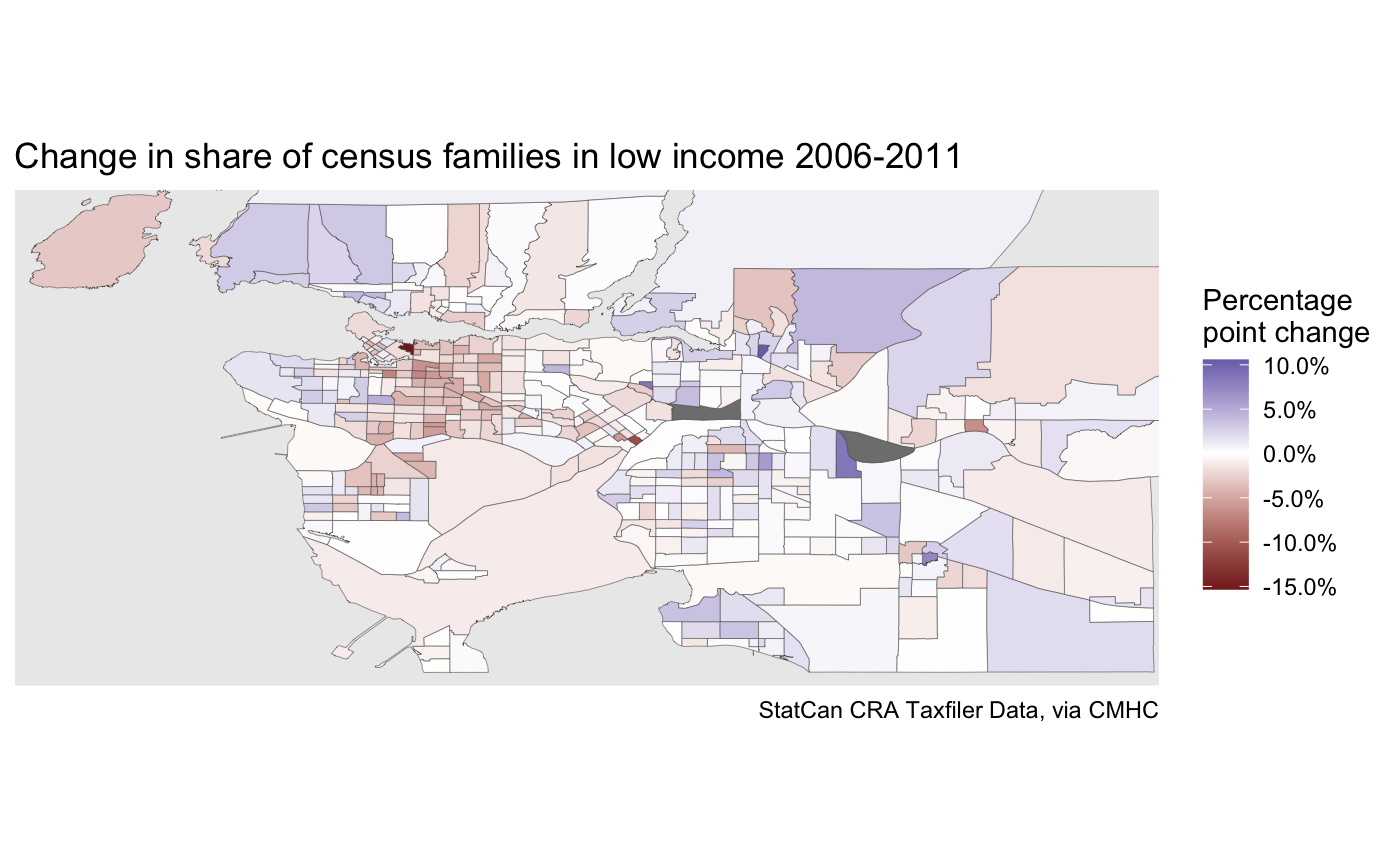 Change in share of census families in low income 2006-2011
Percentage
point change
10.0%
5.0%
0.0%
-5.0%
-10.0%
-15.0%
StatCan CRA Taxfiler Data, via CMHC